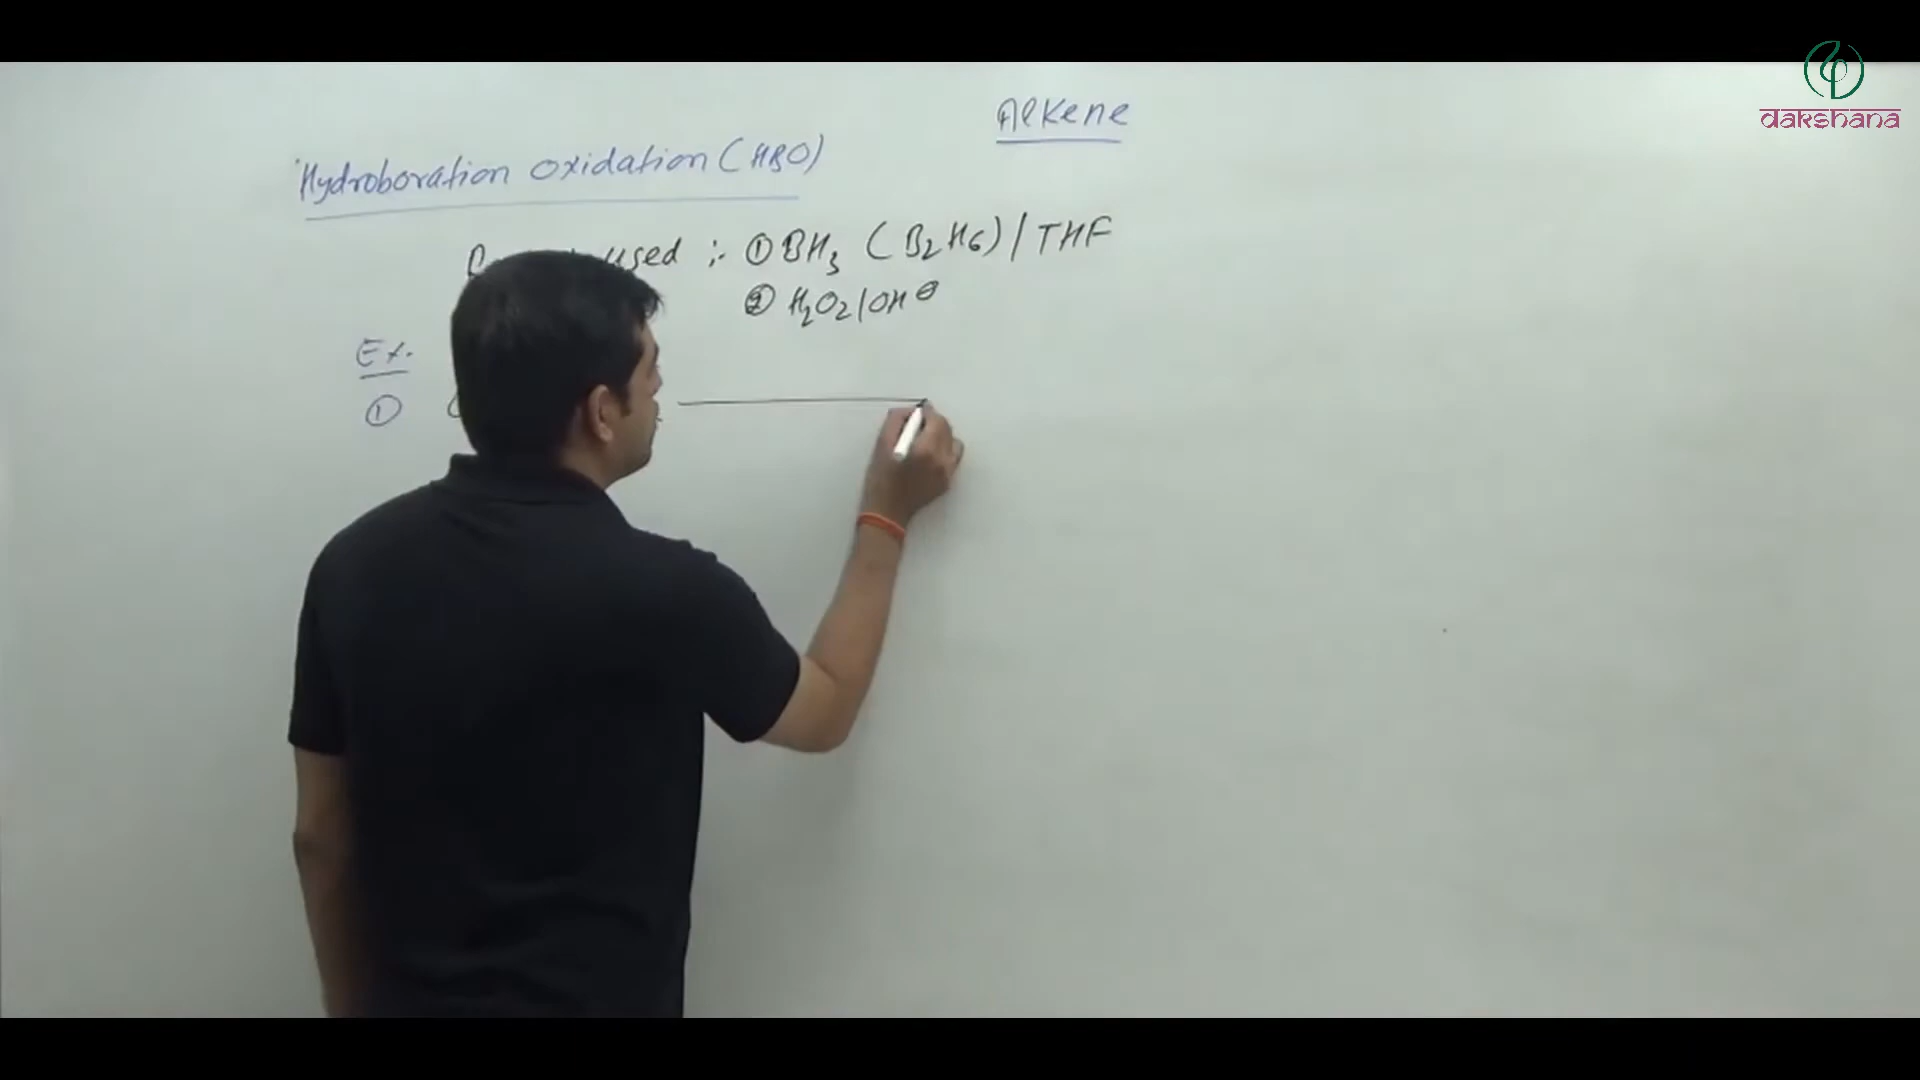 Alkene
dakshana
Hydroboration oxidation (HBO)
used :- ① BH₃ (B₂H₆) / THF
② H₂O₂ / OH⊖
Ex.
①